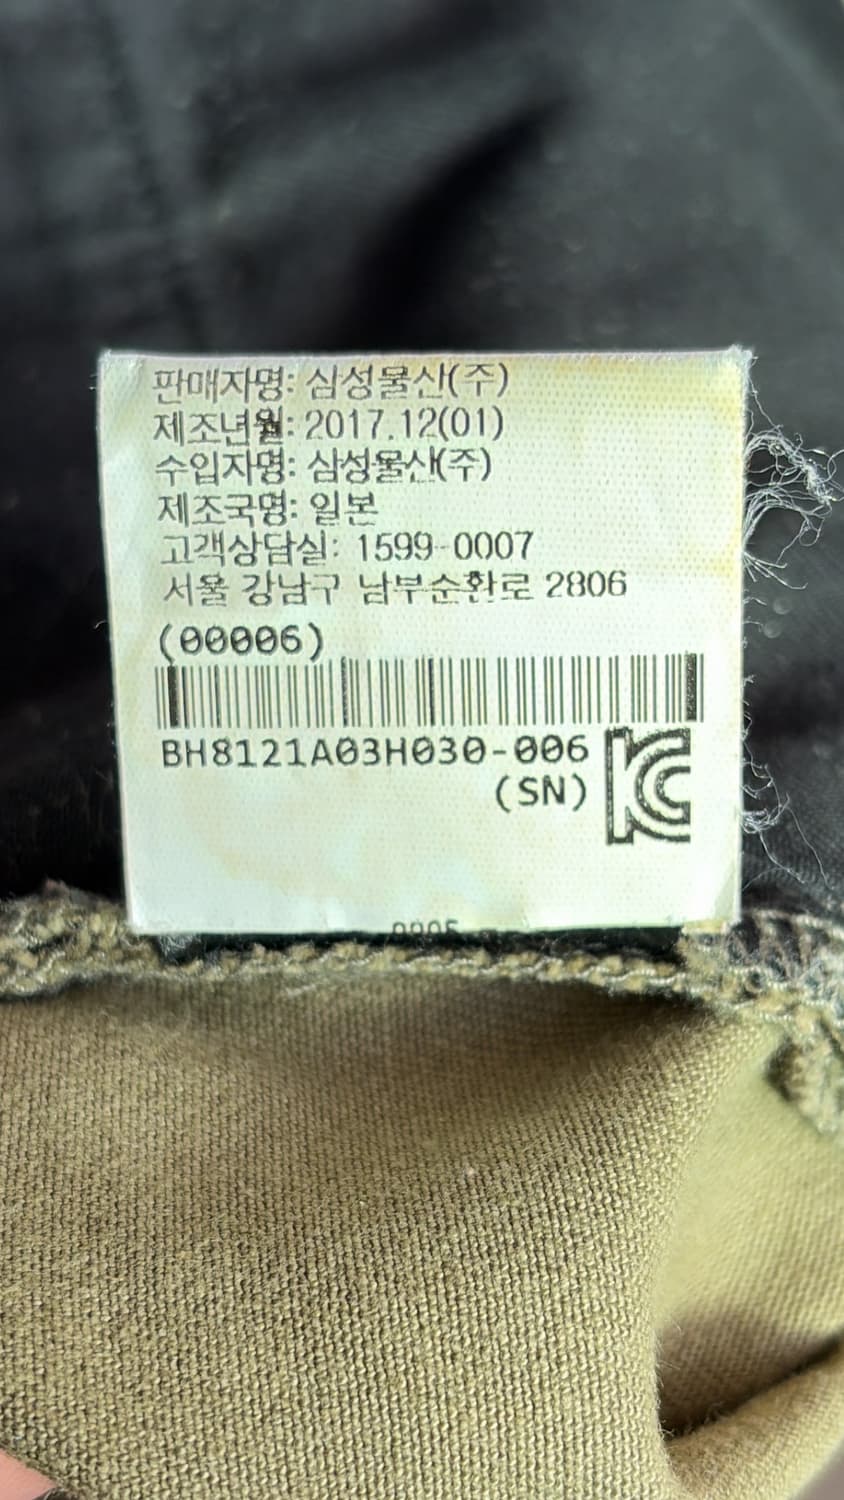 판매자명: 삼성물산(주)
제조년월: 2017.12(01)
수입자명: 삼성물산(주)
제조국명: 일본
고객상담실: 1599-0007
서울 강남구 남부순환로 2806
(00006)
BH8121A03H030-006
(SN)
KC